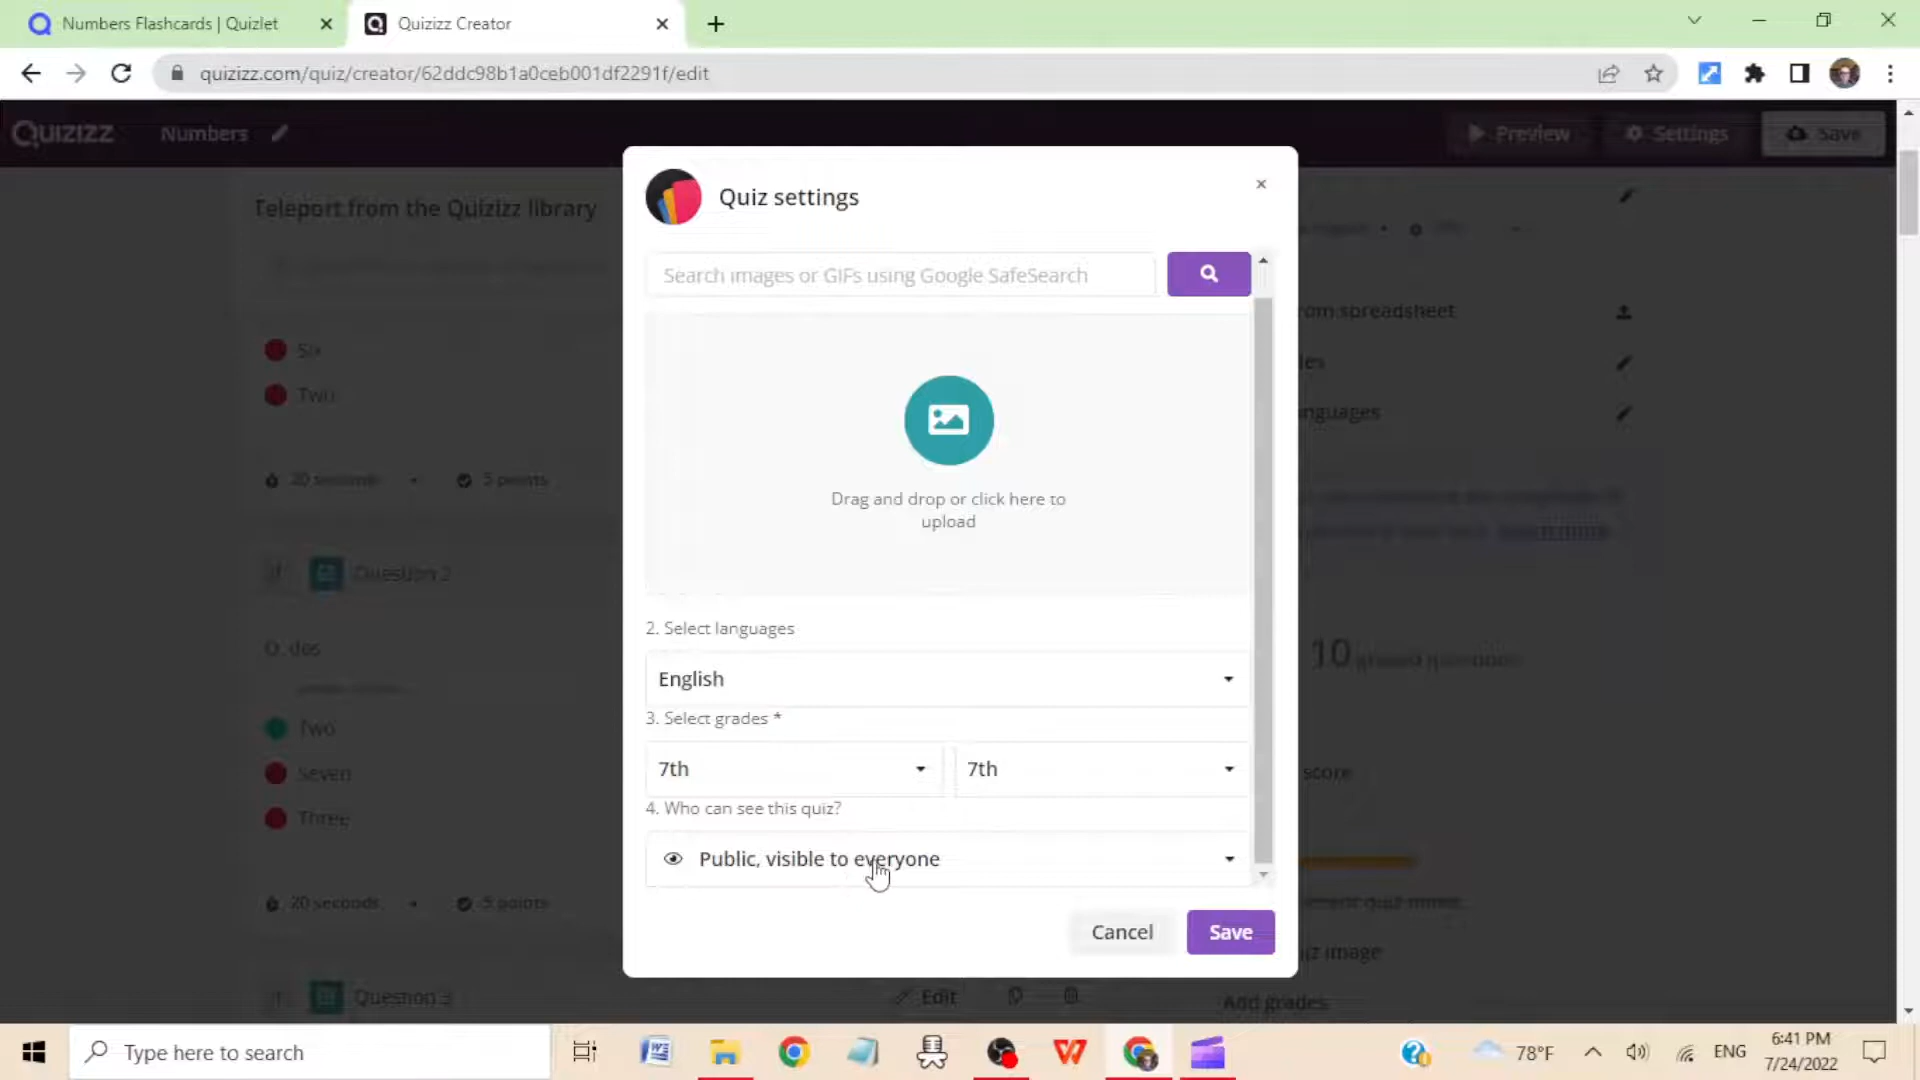 Numbers Flashcards | Quizlet
Quizizz Creator
quizizz.com/quiz/creator/62ddc98b1a0ceb001df2291f/edit
QUIZIZZ
Numbers
Preview
Settings
Save
Teleport from the Quizizz library
Quiz settings
Search images or GIFs using Google SafeSearch
om spreadsheet
Six
Two
nguages
20 seconds
5 points
Drag and drop or click here to
upload
Question 2
2. Select languages
Q. dos
English
10 graded questions
3. Select grades *
Two
7th
7th
Seven
score
4. Who can see this quiz?
Three
Public, visible to everyone
20 seconds
5 points
Cancel
Save
iz image
Question 3
Edit
Add grades
Type here to search
78°F
ENG
6:41 PM
7/24/2022